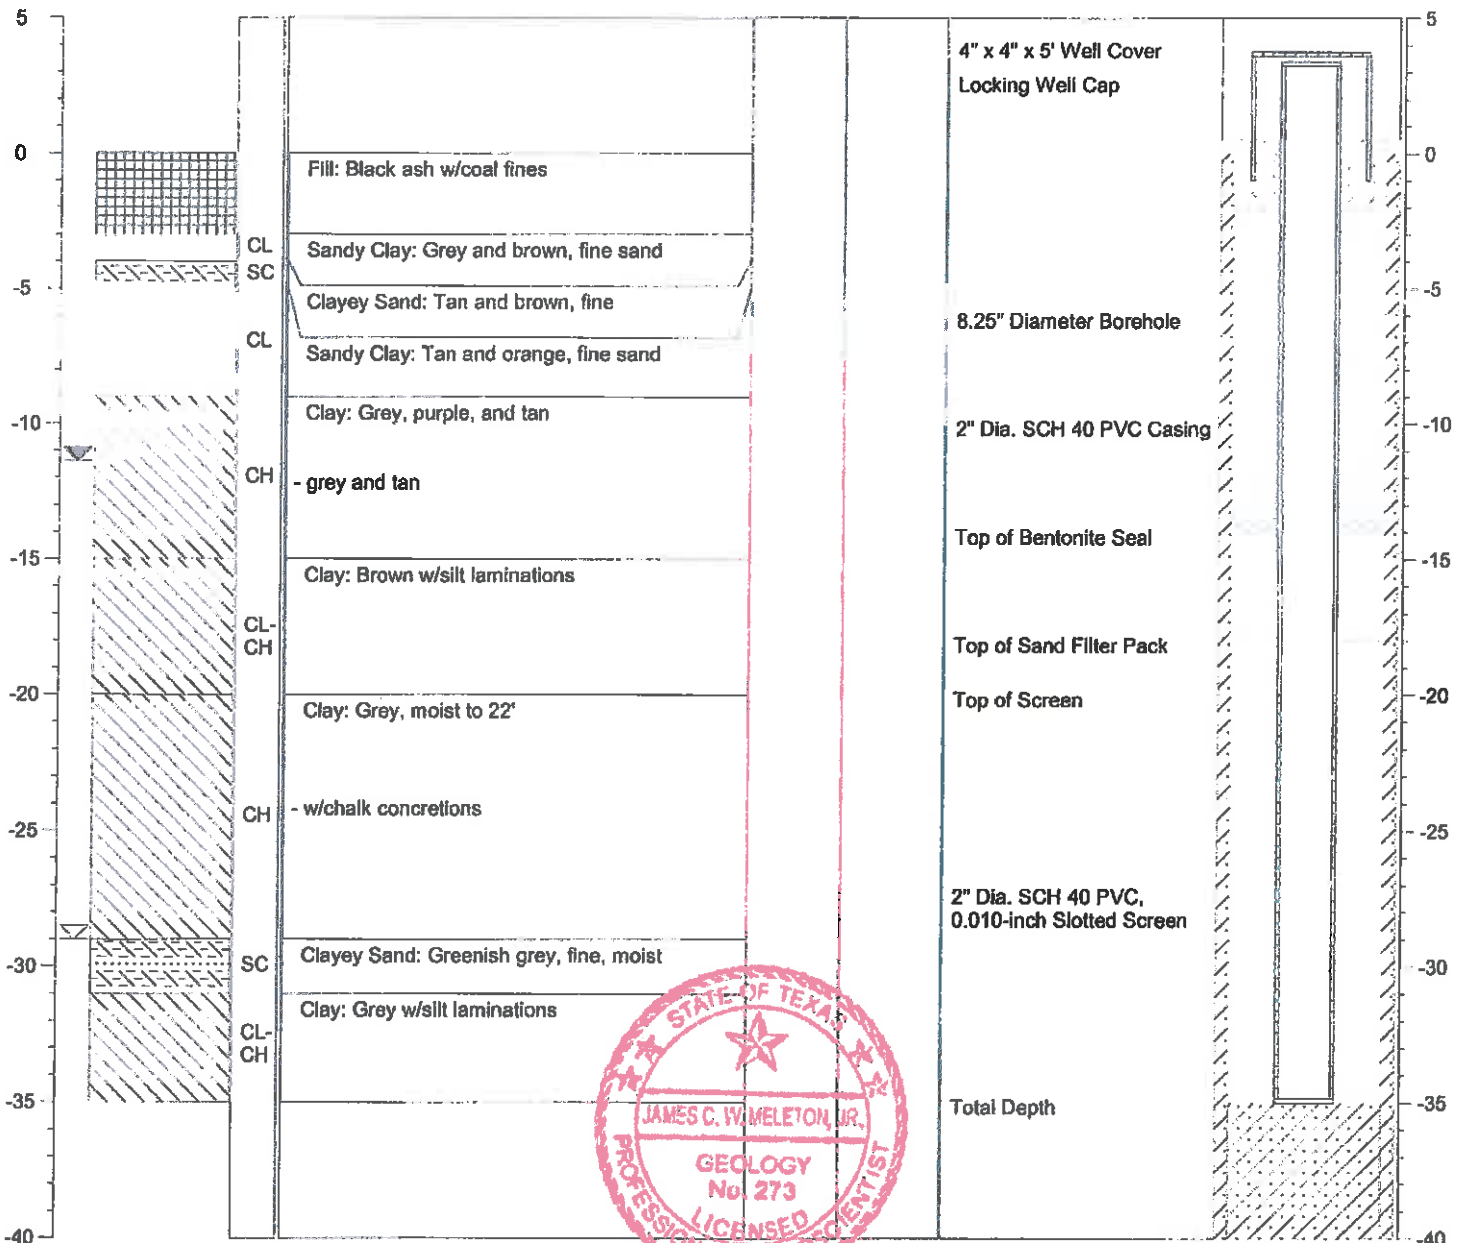 5
0
-5
-10
-15
-20
-25
-30
-35
-40
CL
SC
CL
CH
CL-
CH
CH
SC
CL-
CH
Fill: Black ash w/coal fines
Sandy Clay: Grey and brown, fine sand
Clayey Sand: Tan and brown, fine
Sandy Clay: Tan and orange, fine sand
Clay: Grey, purple, and tan
- grey and tan
Clay: Brown w/silt laminations
Clay: Grey, moist to 22'
- w/chalk concretions
Clayey Sand: Greenish grey, fine, moist
Clay: Grey w/silt laminations
STATE OF TEXAS
JAMES C. W. MELETON, JR.
GEOLOGY
No. 273
LICENSED
4" x 4" x 5' Well Cover
Locking Well Cap
8.25" Diameter Borehole
2" Dia. SCH 40 PVC Casing
Top of Bentonite Seal
Top of Sand Filter Pack
Top of Screen
2" Dia. SCH 40 PVC,
0.010-inch Slotted Screen
Total Depth
5
0
-5
-10
-15
-20
-25
-30
-35
-40